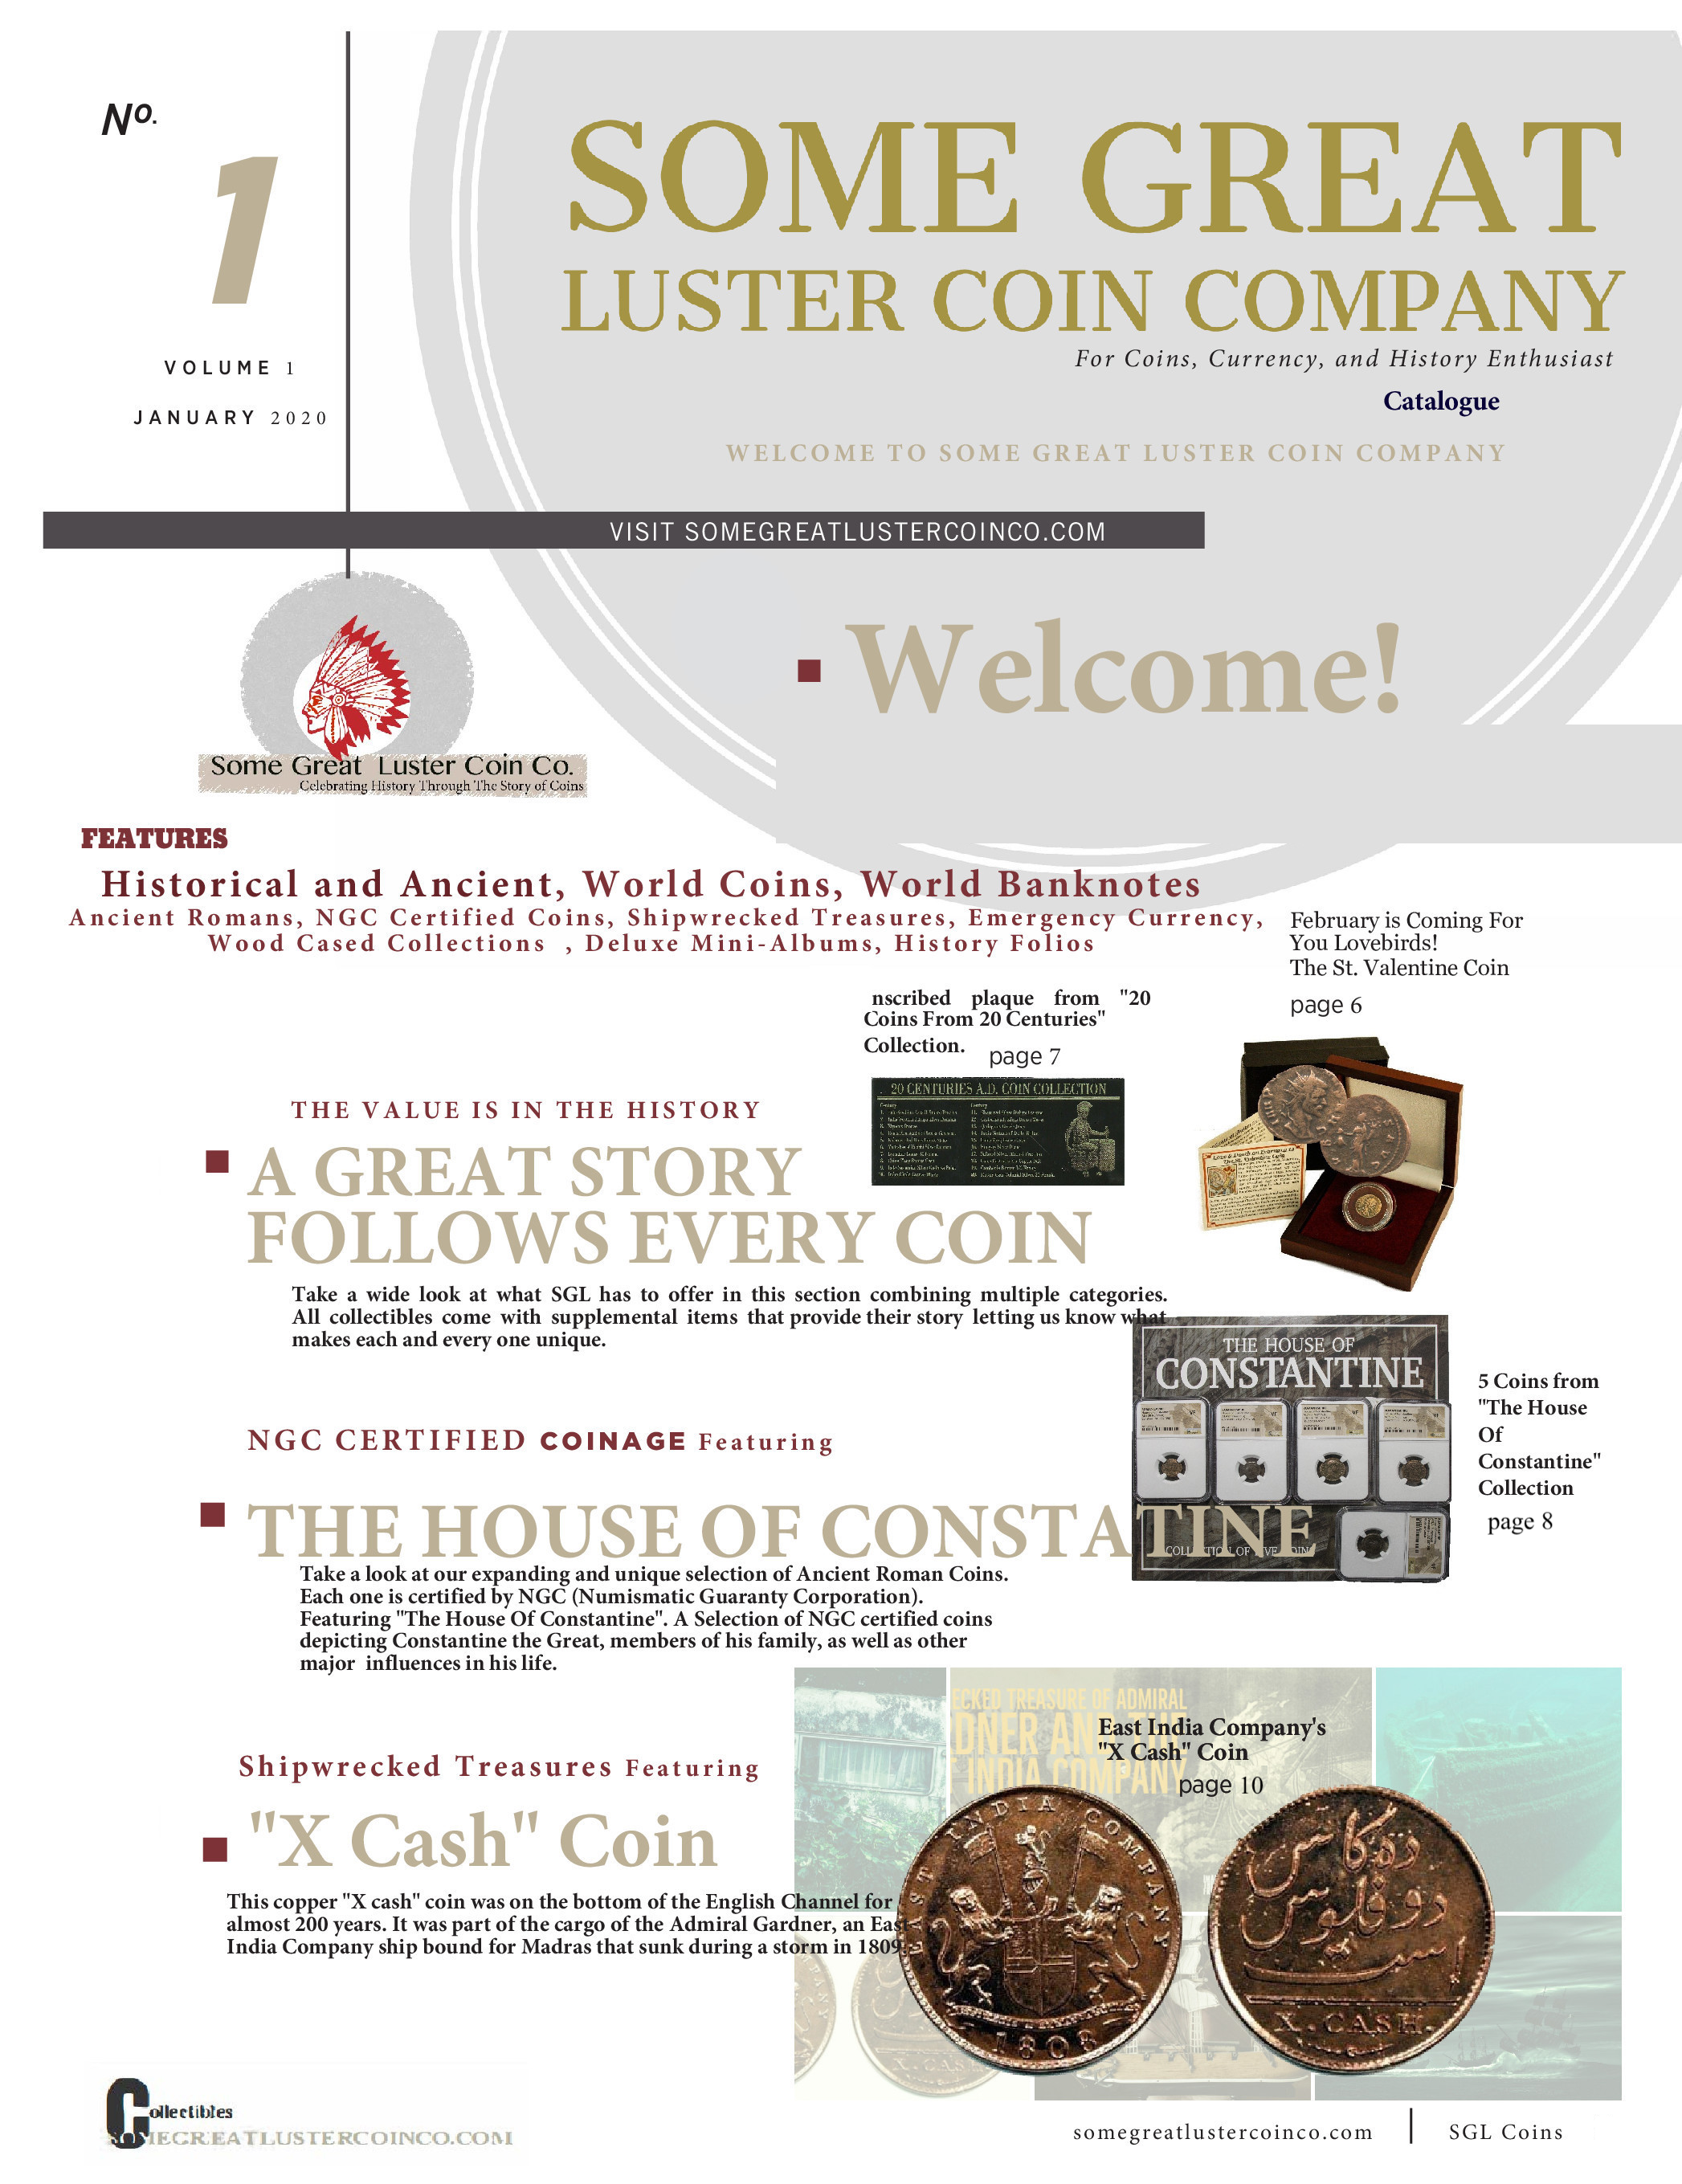 No.
1
VOLUME 1
JANUARY 2020
SOME GREAT
LUSTER COIN COMPANY
For Coins, Currency, and History Enthusiast
Catalogue
WELCOME TO SOME GREAT LUSTER COIN COMPANY
VISIT SOMEGREATLUSTERCOINCO.COM
Welcome!
Some Great Luster Coin Co.
Celebrating History Through The Story of Coins
FEATURES
Historical and Ancient, World Coins, World Banknotes
Ancient Romans, NGC Certified Coins, Shipwrecked Treasures, Emergency Currency,
Wood Cased Collections , Deluxe Mini-Albums, History Folios
February is Coming For
You Lovebirds!
The St. Valentine Coin
page 6
nscribed plaque from "20
Coins From 20 Centuries"
Collection.
page 7
20 CENTURIES A.D. COIN COLLECTION
THE VALUE IS IN THE HISTORY
A GREAT STORY
FOLLOWS EVERY COIN
Take a wide look at what SGL has to offer in this section combining multiple categories.
All collectibles come with supplemental items that provide their story letting us know what
makes each and every one unique.
THE HOUSE OF
CONSTANTINE
5 Coins from
"The House
Of
Constantine"
Collection
page 8
NGC CERTIFIED COINAGE Featuring
THE HOUSE OF CONSTATINE
Take a look at our expanding and unique selection of Ancient Roman Coins.
Each one is certified by NGC (Numismatic Guaranty Corporation).
Featuring "The House Of Constantine". A Selection of NGC certified coins
depicting Constantine the Great, members of his family, as well as other
major influences in his life.
ECKED TREASURE OF ADMIRAL
DNER AN
INDIA COMPANY
East India Company's
"X Cash" Coin
page 10
Shipwrecked Treasures Featuring
"X Cash" Coin
This copper "X cash" coin was on the bottom of the English Channel for
almost 200 years. It was part of the cargo of the Admiral Gardner, an Eas
India Company ship bound for Madras that sunk during a storm in 1809
EAST INDIA COMPANY
1808
X. CASH.
Collectibles
SOMEGREATLUSTERCOINCO.COM
somegreatlustercoinco.com
SGL Coins